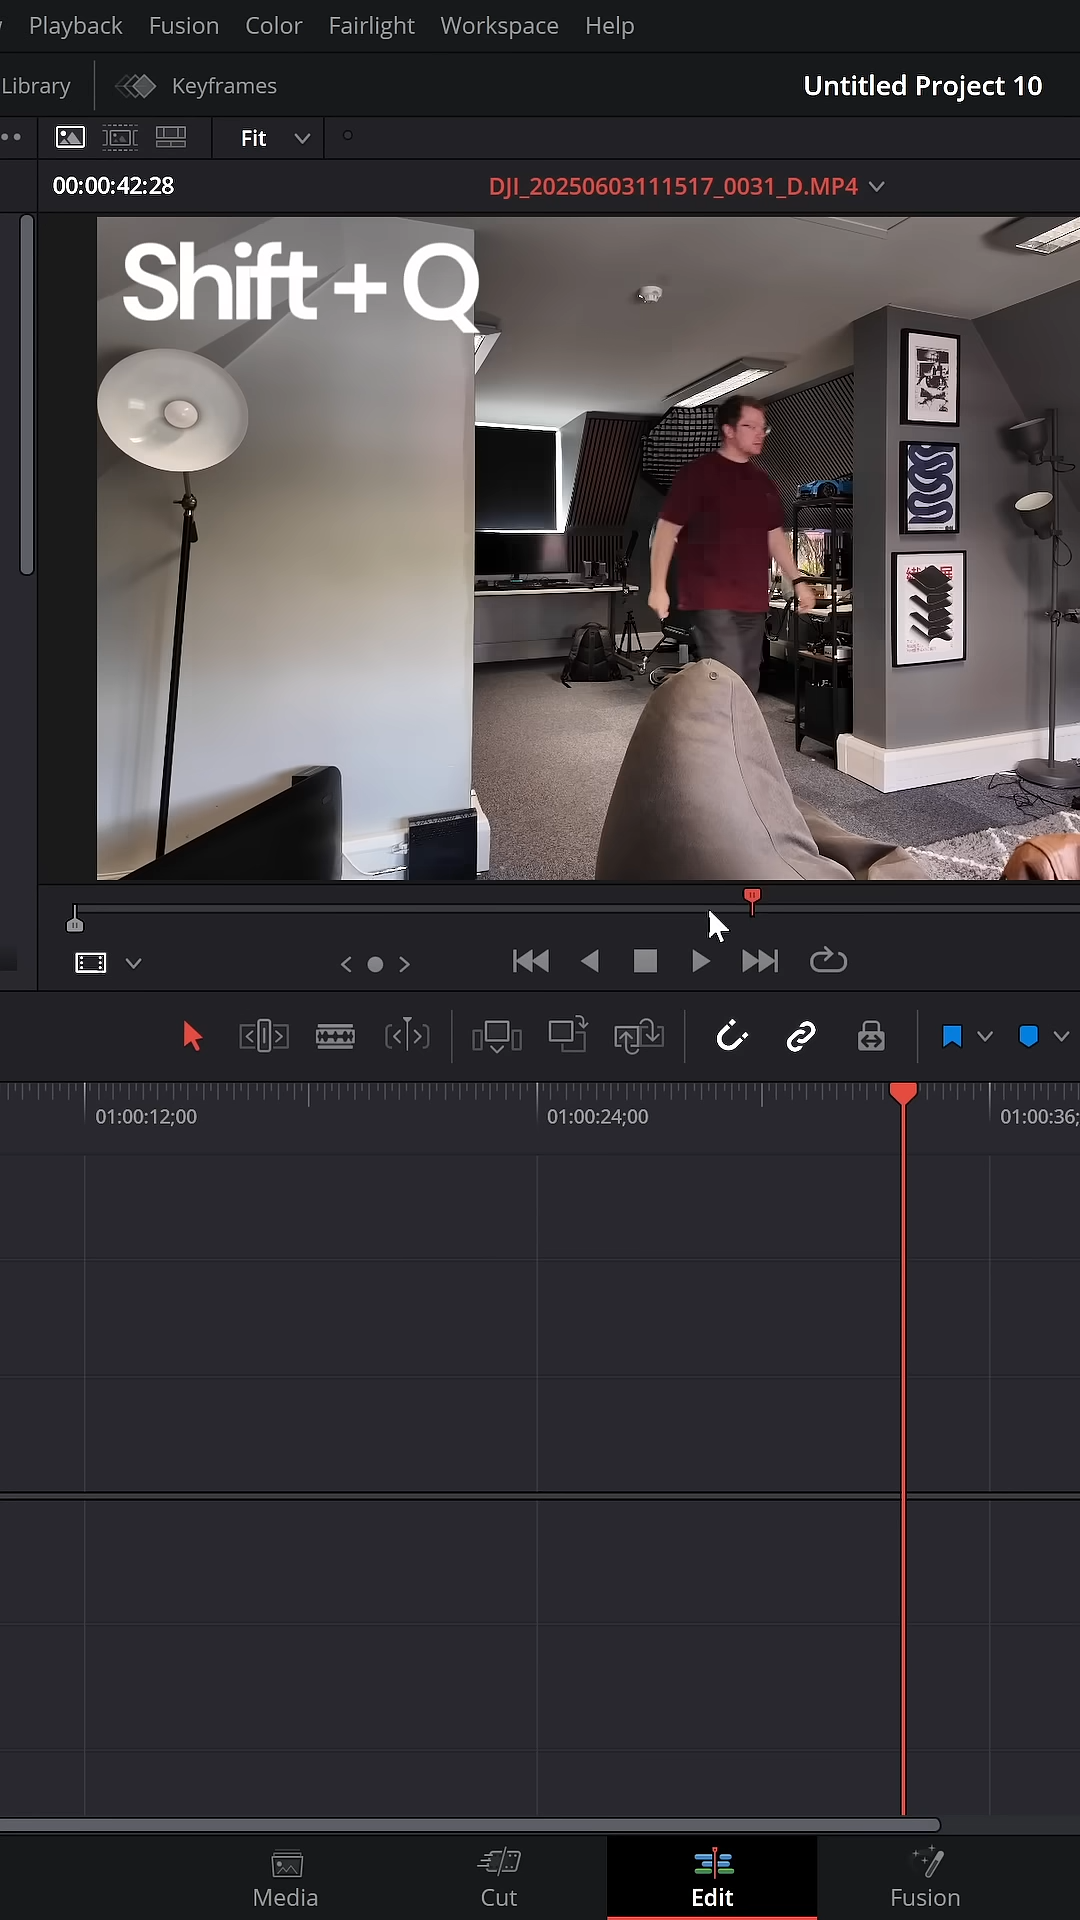 Playback Fusion Color Fairlight Workspace Help
Library Keyframes Untitled Project 10
Fit
00:00:42:28 DJI_20250603111517_0031_D.MP4
Shift + Q
01:00:12;00 01:00:24;00 01:00:36;
Media Cut Edit Fusion